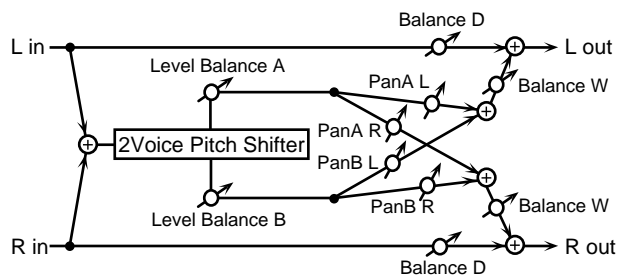 Balance D
L in
L out
Level Balance A
PanA L
Balance W
PanA R
2Voice Pitch Shifter
PanB L
Level Balance B
PanB R
Balance W
R in
R out
Balance D